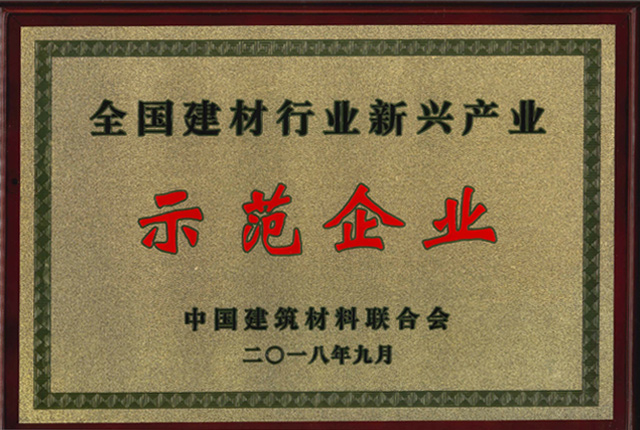 全国建材行业新兴产业
示范企业
中国建筑材料联合会
二〇一八年九月